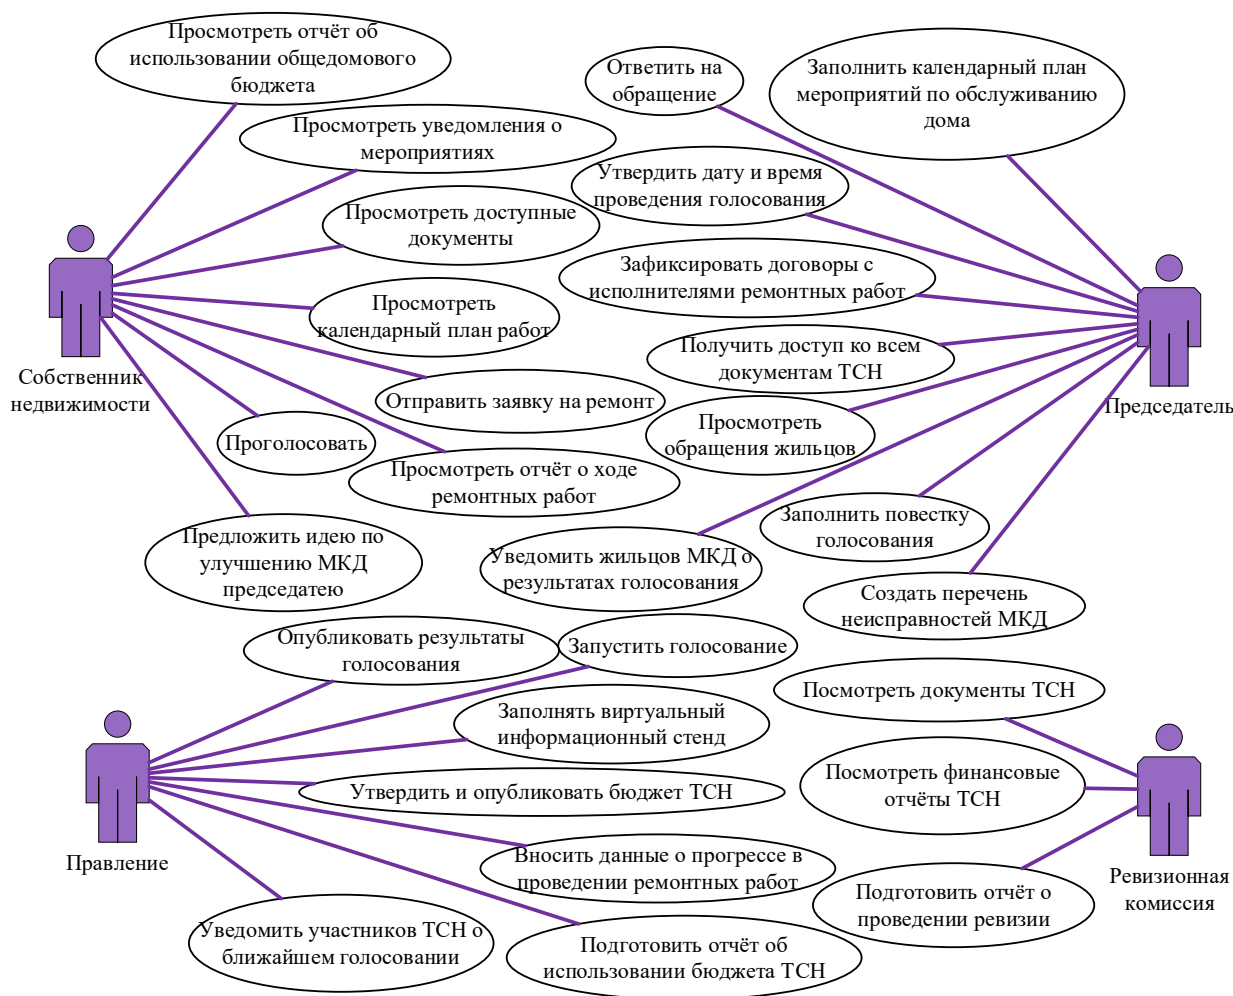 Просмотреть отчёт об
использовании общедомового
бюджета
Просмотреть уведомления о
мероприятиях
Просмотреть доступные
документы
Просмотреть
календарный план работ
Отправить заявку на ремонт
Проголосовать
Просмотреть отчёт о ходе
ремонтных работ
Предложить идею по
улучшению МКД
председатею
Собственник
недвижимости
Ответить на
обращение
Заполнить календарный план
мероприятий по обслуживанию
дома
Утвердить дату и время
проведения голосования
Зафиксировать договоры с
исполнителями ремонтных работ
Получить доступ ко всем
документам ТСН
Просмотреть
обращения жильцов
Заполнить повестку
голосования
Уведомить жильцов МКД о
результатах голосования
Создать перечень
неисправностей МКД
Председатель
Опубликовать результаты
голосования
Запустить голосование
Заполнять виртуальный
информационный стенд
Утвердить и опубликовать бюджет ТСН
Вносить данные о прогрессе в
проведении ремонтных работ
Уведомить участников ТСН о
ближайшем голосовании
Подготовить отчёт об
использовании бюджета ТСН
Правление
Посмотреть документы ТСН
Посмотреть финансовые
отчёты ТСН
Подготовить отчёт о
проведении ревизии
Ревизионная
комиссия